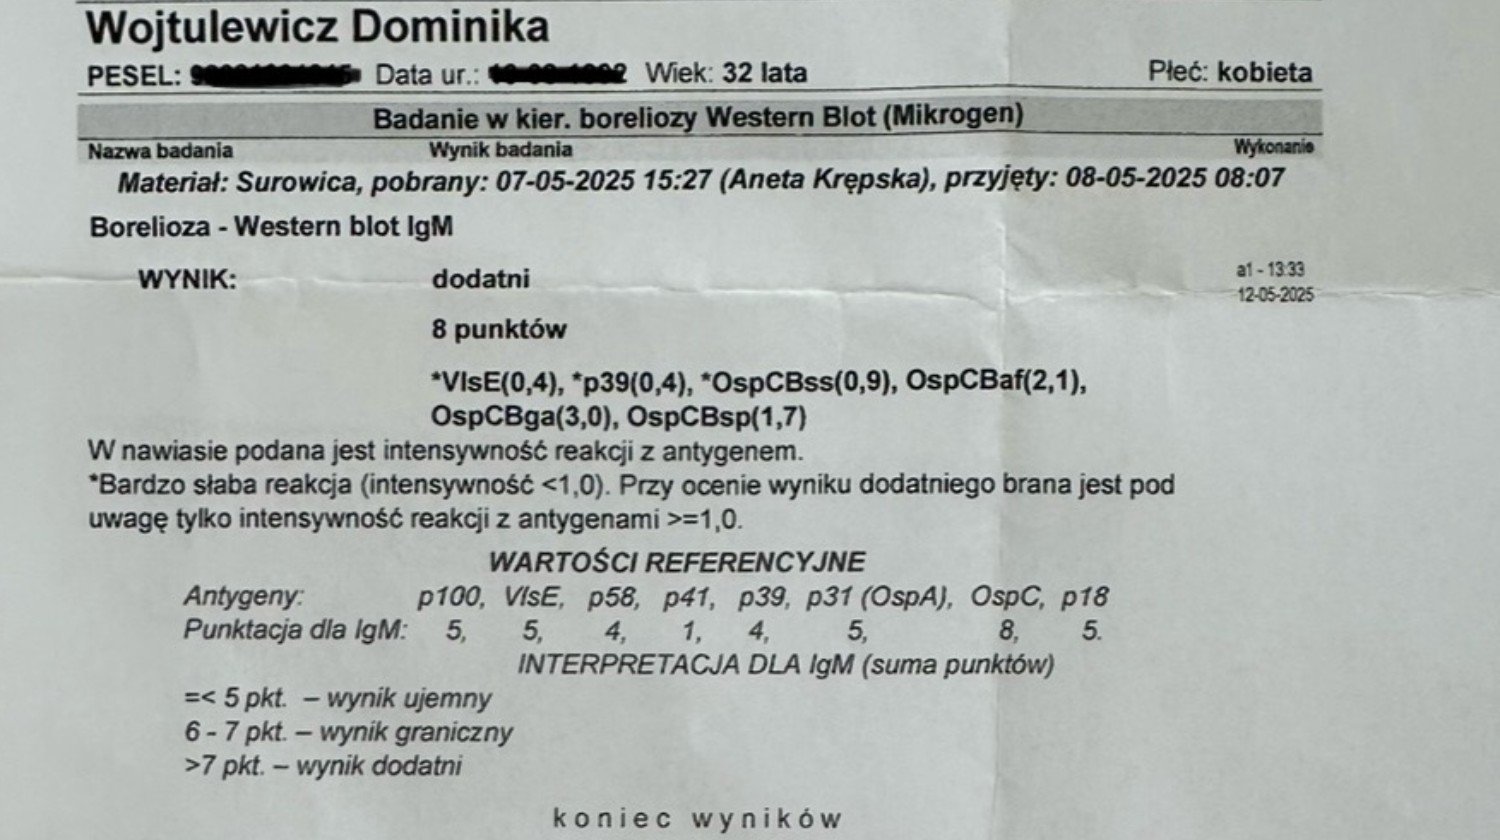 Wojtulewicz Dominika
PESEL: Data ur.: Wiek: 32 lata Płeć: kobieta
Badanie w kier. boreliozy Western Blot (Mikrogen)
Nazwa badania Wynik badania Wykonanie
Materiał: Surowica, pobrany: 07-05-2025 15:27 (Aneta Krępska), przyjęty: 08-05-2025 08:07
Borelioza - Western blot IgM
WYNIK: dodatni a1 - 13:33
12-05-2025
8 punktów
*VlsE(0,4), *p39(0,4), *OspCBss(0,9), OspCBaf(2,1),
OspCBga(3,0), OspCBsp(1,7)
W nawiasie podana jest intensywność reakcji z antygenem.
*Bardzo słaba reakcja (intensywność <1,0). Przy ocenie wyniku dodatniego brana jest pod
uwagę tylko intensywność reakcji z antygenami >=1,0.
WARTOŚCI REFERENCYJNE
Antygeny: p100, VlsE, p58, p41, p39, p31 (OspA), OspC, p18
Punktacja dla IgM: 5, 5, 4, 1, 4, 5, 8, 5.
INTERPRETACJA DLA IgM (suma punktów)
=< 5 pkt. – wynik ujemny
6 - 7 pkt. – wynik graniczny
>7 pkt. – wynik dodatni
koniec wyników